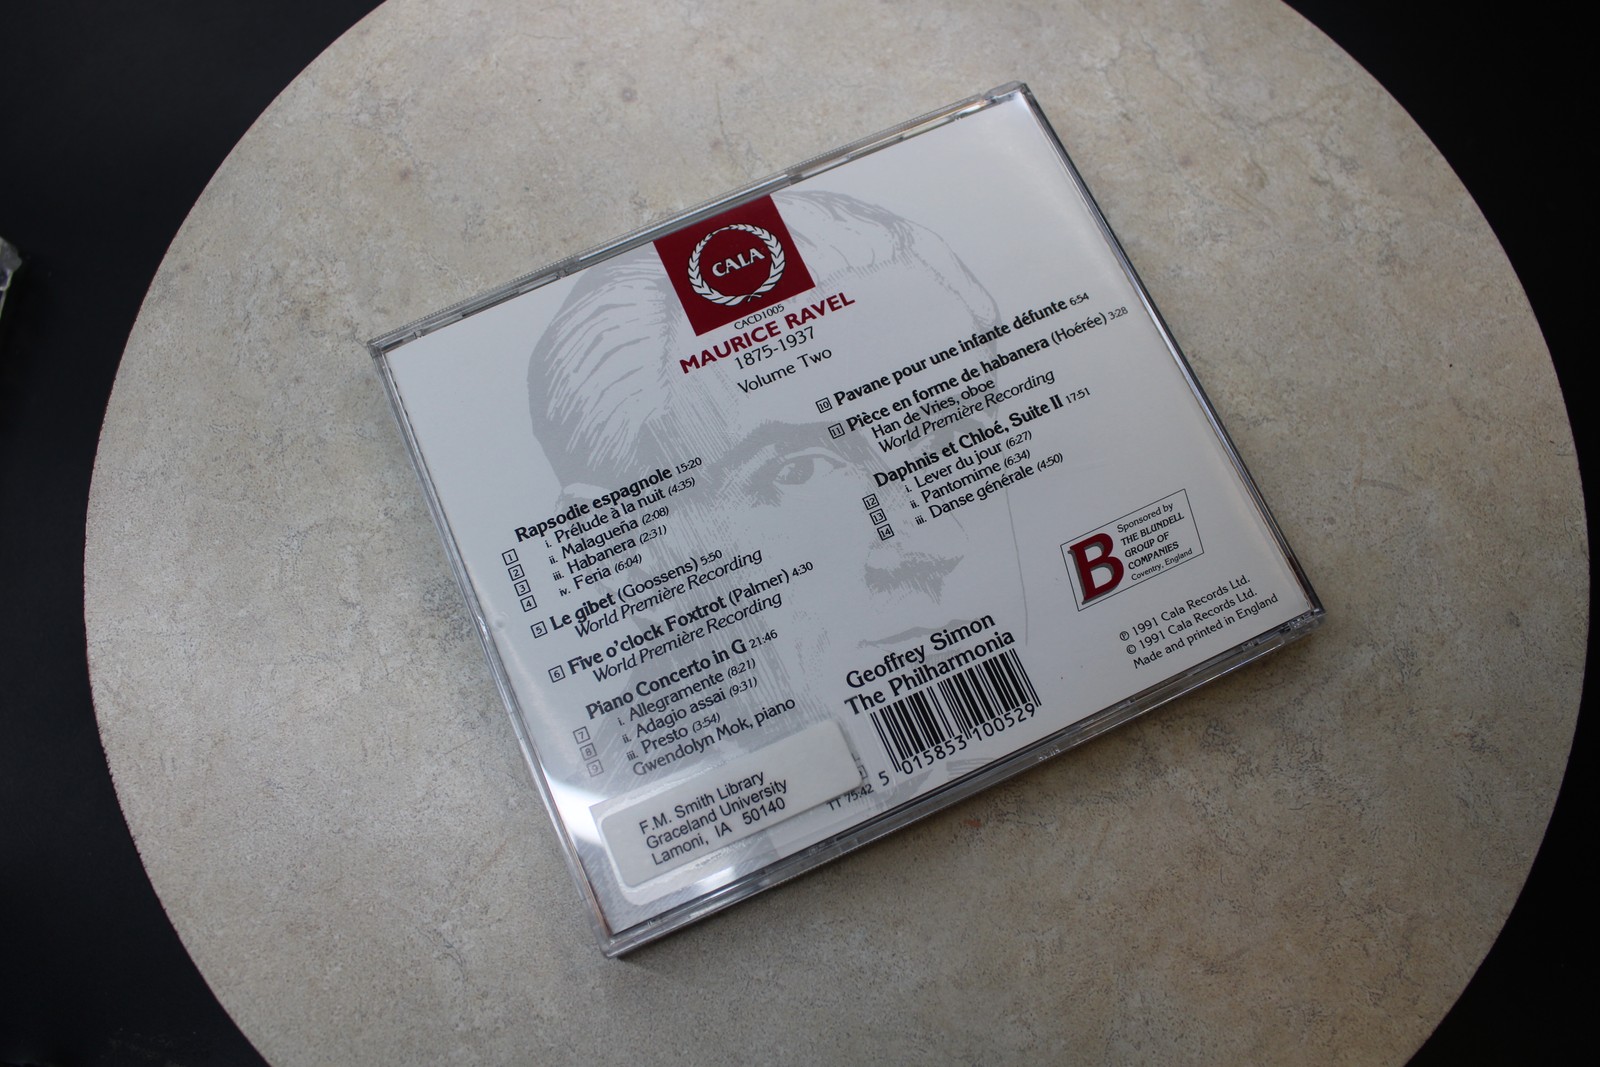 CALA
CACD1005
MAURICE RAVEL
1875-1937
Volume Two
Rapsodie espagnole 15:20
1 i. Prélude à la nuit (4:35)
2 ii. Malagueña (2:08)
3 iii. Habanera (2:31)
4 iv. Feria (6:04)
5 Le gibet (Goossens) 5:50
World Première Recording
6 Five o'clock Foxtrot (Palmer) 4:30
World Première Recording
Piano Concerto in G 21:46
7 i. Allegramente (8:21)
8 ii. Adagio assai (9:31)
9 iii. Presto (3:54)
Gwendolyn Mok, piano
10 Pavane pour une infante défunte 6:54
11 Pièce en forme de habanera (Hoérée) 3:28
Han de Vries, oboe
World Première Recording
Daphnis et Chloé, Suite II 17:51
12 i. Lever du jour (6:27)
13 ii. Pantomime (6:34)
14 iii. Danse générale (4:50)
Geoffrey Simon
The Philharmonia
5 015853 100529
TT 75:42
B
Sponsored by
THE BLUNDELL
GROUP OF
COMPANIES
Coventry, England
℗ 1991 Cala Records Ltd.
© 1991 Cala Records Ltd.
Made and printed in England
F.M. Smith Library
Graceland University
Lamoni, IA 50140